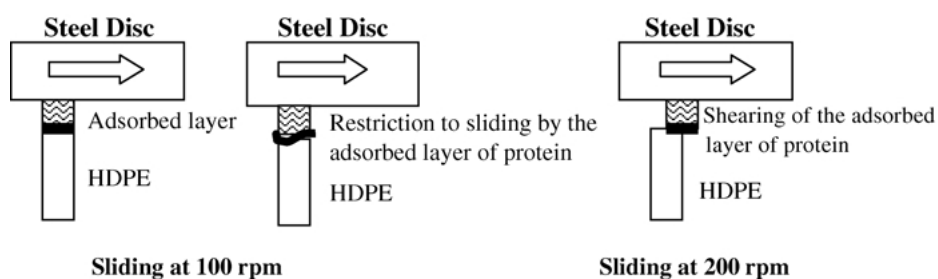 Steel Disc
Adsorbed layer
HDPE
Steel Disc
Restriction to sliding by the
adsorbed layer of protein
HDPE
Sliding at 100 rpm
Steel Disc
Shearing of the adsorbed
layer of protein
HDPE
Sliding at 200 rpm